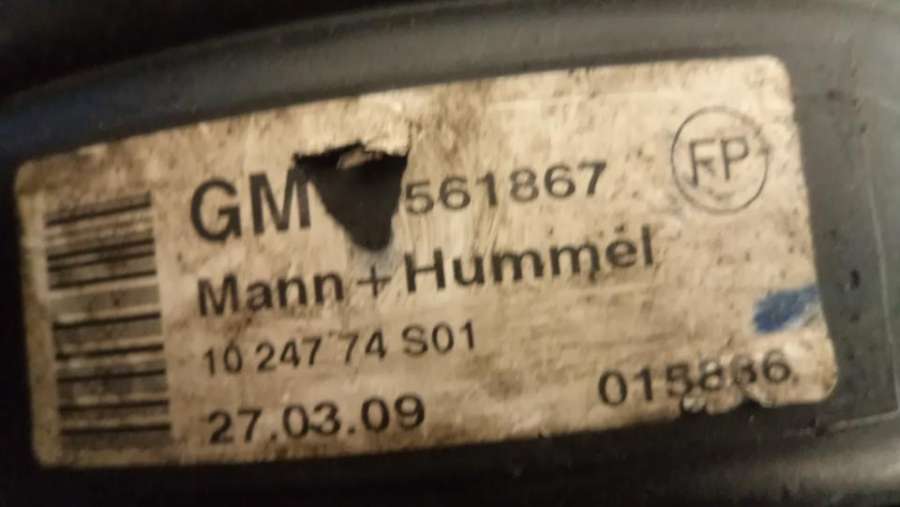 GM 561867 FP
Mann+Hummel
10 247 74 S01
27.03.09 015836